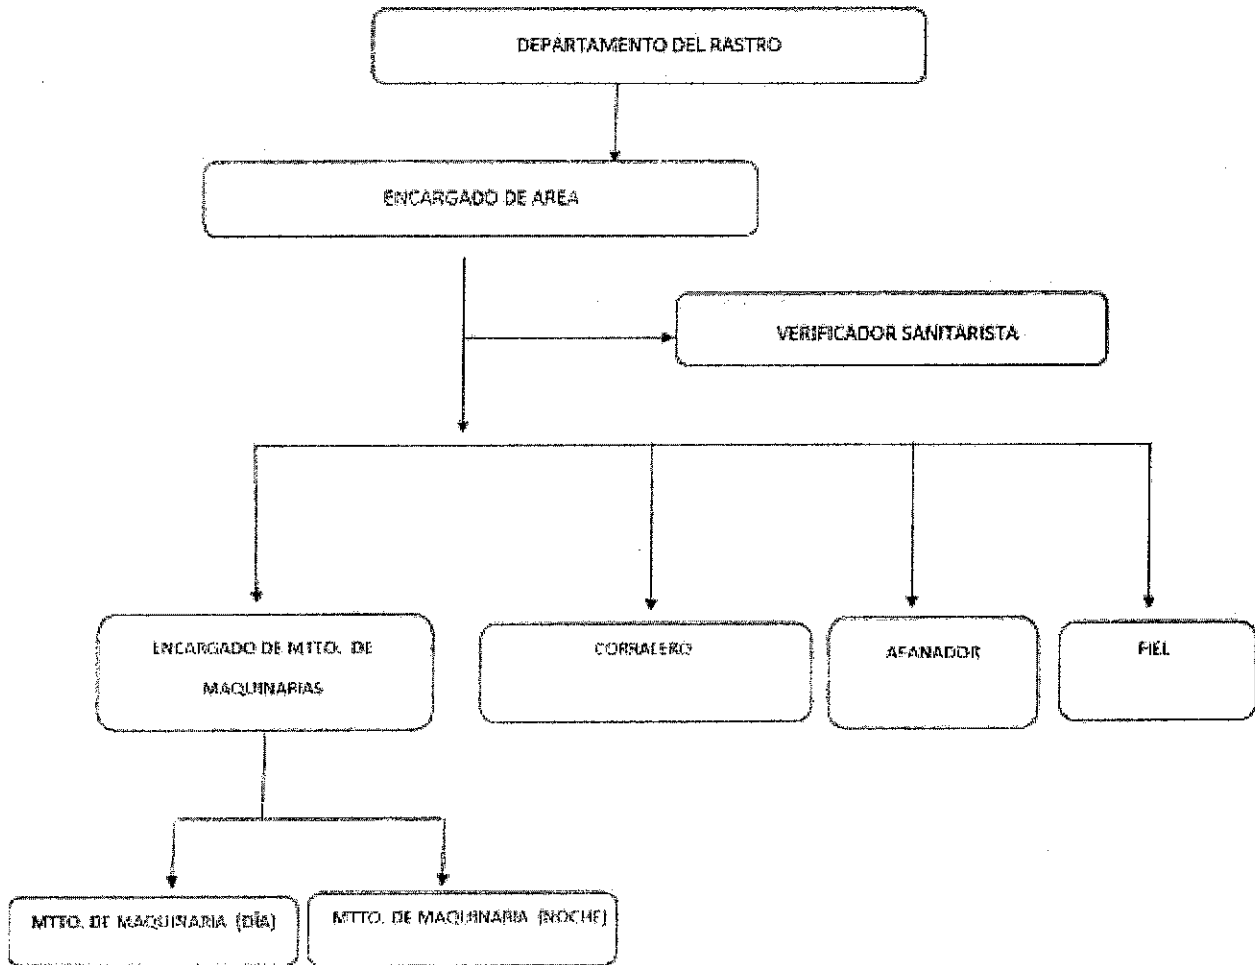 DEPARTAMENTO DEL RASTRO
ENCARGADO DE AREA
VERIFICADOR SANITARISTA
ENCARGADO DE MTTO. DE
MAQUINARIAS
CORRALERO
AFANADOR
FIEL
MTTO. DE MAQUINARIA (DÍA)
MTTO. DE MAQUINARIA (NOCHE)